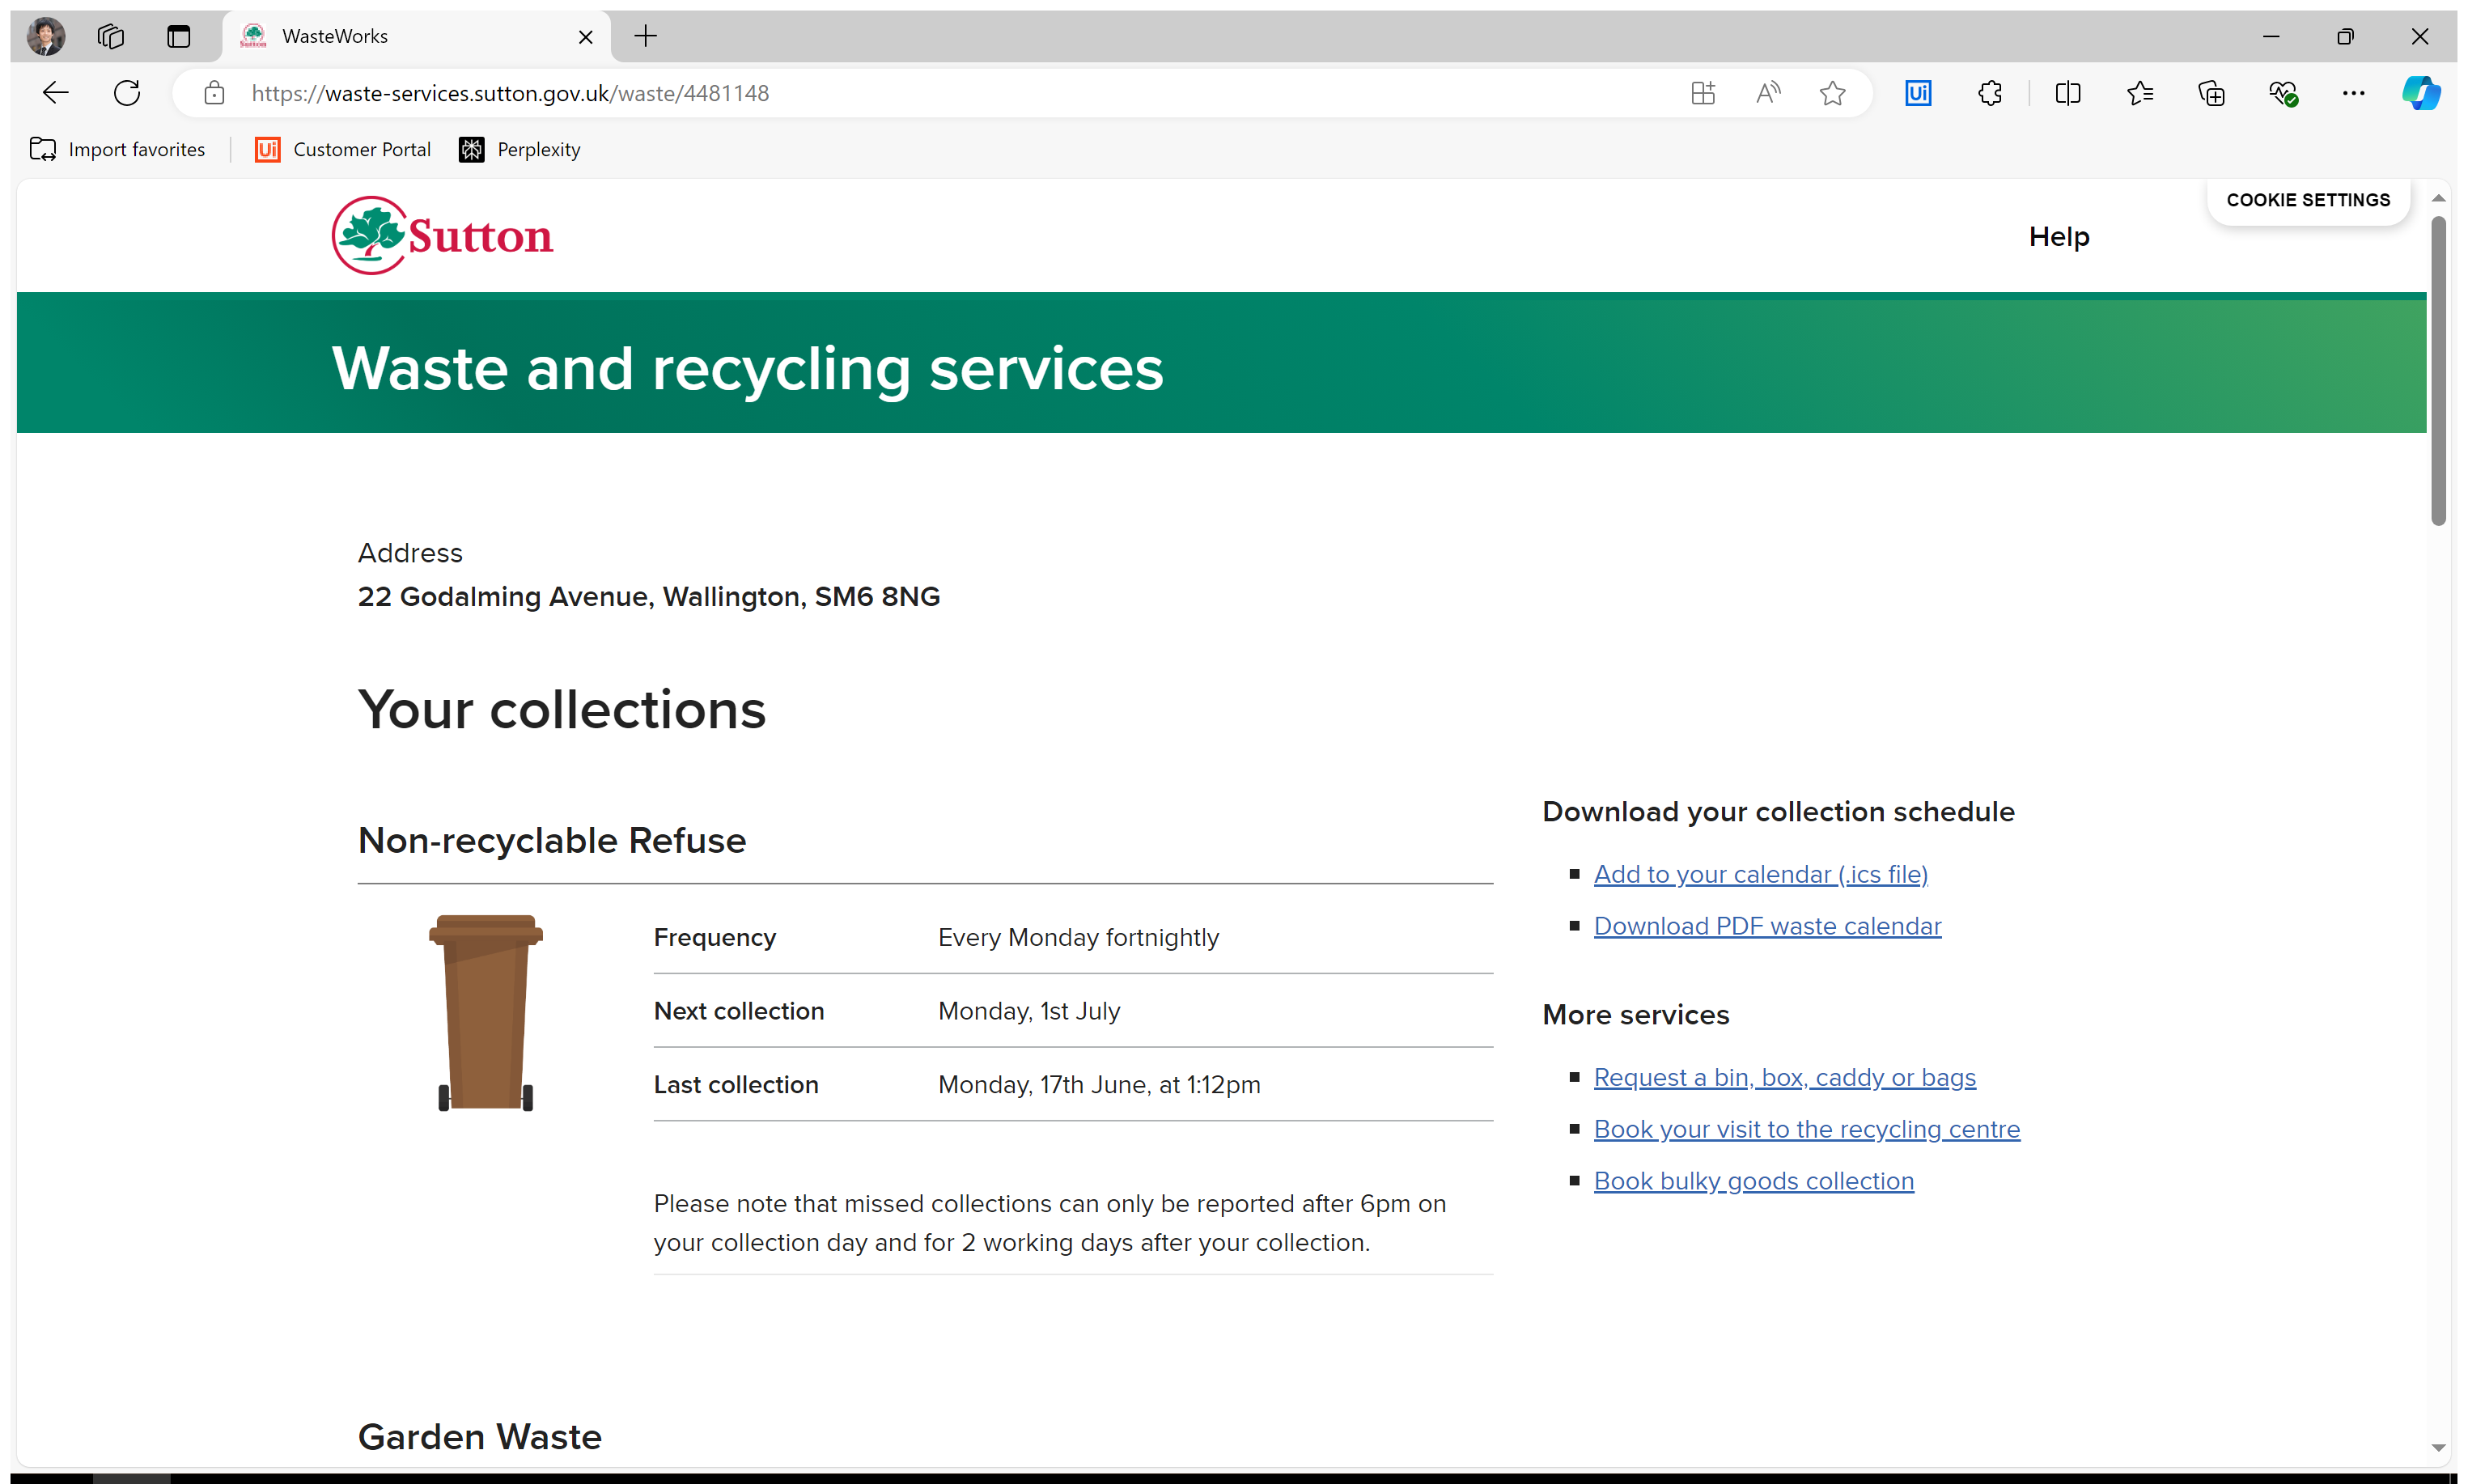 WasteWorks
https://waste-services.sutton.gov.uk/waste/4481148
Import favorites
Ui Customer Portal
Perplexity
COOKIE SETTINGS
Sutton
Help
Waste and recycling services
Address
22 Godalming Avenue, Wallington, SM6 8NG
Your collections
Non-recyclable Refuse
Frequency Every Monday fortnightly
Next collection Monday, 1st July
Last collection Monday, 17th June, at 1:12pm
Please note that missed collections can only be reported after 6pm on
your collection day and for 2 working days after your collection.
Download your collection schedule
Add to your calendar (.ics file)
Download PDF waste calendar
More services
Request a bin, box, caddy or bags
Book your visit to the recycling centre
Book bulky goods collection
Garden Waste